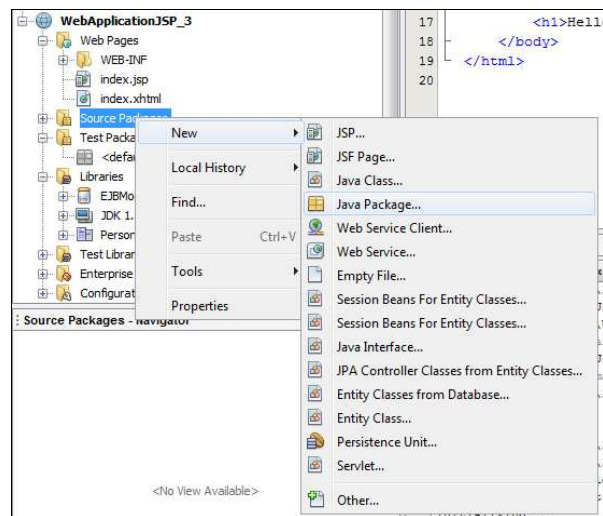 WebApplicationJSP_3
Web Pages
WEB-INF
index.jsp
index.xhtml
Source Packages
Test Packa
<defau
Libraries
EJBMo
JDK 1.
Person
Test Librar
Enterprise
Configurat
New
Local History
Find...
Paste Ctrl+V
Tools
Properties
JSP...
JSF Page...
Java Class...
Java Package...
Web Service Client...
Web Service...
Empty File...
Session Beans For Entity Classes...
Session Beans For Entity Classes...
Java Interface...
JPA Controller Classes from Entity Classes...
Entity Classes from Database...
Entity Class...
Persistence Unit...
Servlet...
Other...
17 <h1>Hell
18 </body>
19 </html>
20
Source Packages - Navigator
<No View Available>